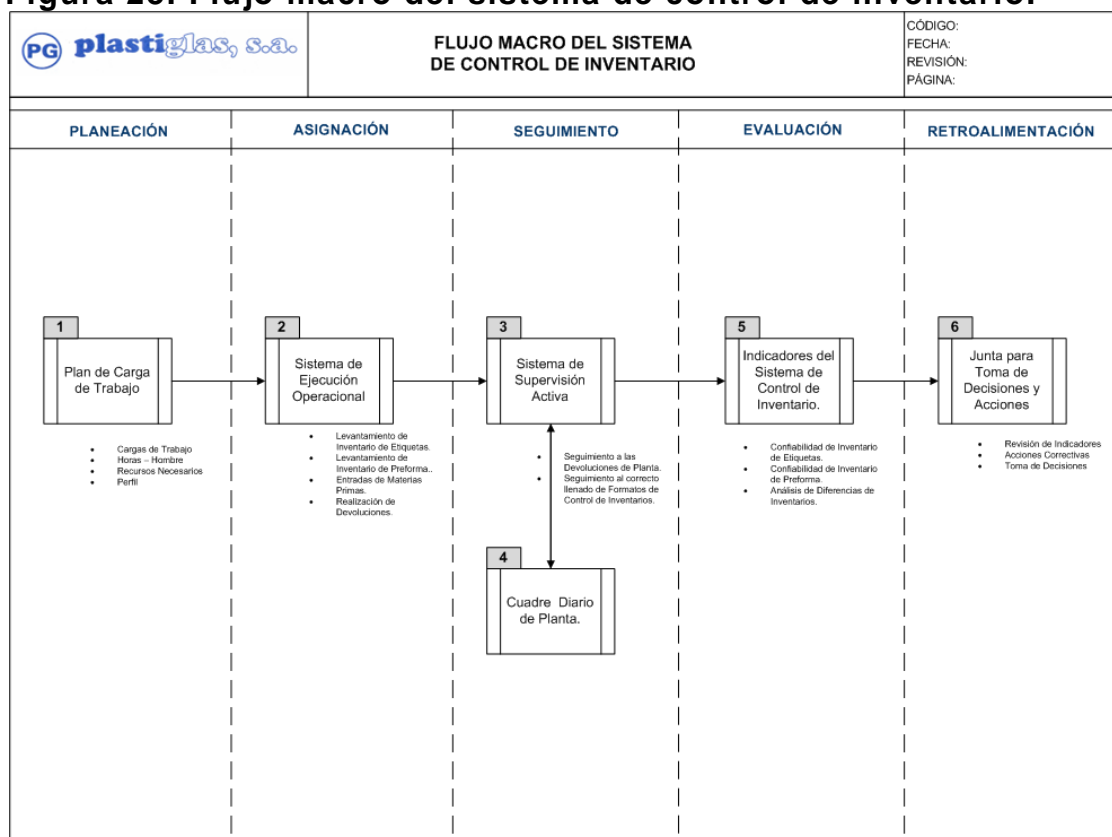 Figura 26. Flujo macro del sistema de control de inventario.
PG plastiglas, s.a.
FLUJO MACRO DEL SISTEMA
DE CONTROL DE INVENTARIO
CÓDIGO:
FECHA:
REVISIÓN:
PÁGINA:
PLANEACIÓN
ASIGNACIÓN
SEGUIMIENTO
EVALUACIÓN
RETROALIMENTACIÓN
1
Plan de Carga
de Trabajo
• Cargas de Trabajo
• Horas – Hombre
• Recursos Necesarios
• Perfil
2
Sistema de
Ejecución
Operacional
• Levantamiento de
Inventario de Etiquetas.
• Levantamiento de
Inventario de Preforma..
• Entradas de Materias
Primas.
• Realización de
Devoluciones.
3
Sistema de
Supervisión
Activa
• Seguimiento a las
Devoluciones de Planta.
• Seguimiento al correcto
llenado de Formatos de
Control de Inventarios.
4
Cuadre Diario
de Planta.
5
Indicadores del
Sistema de
Control de
Inventario.
• Confiabilidad de Inventario
de Etiquetas.
• Confiabilidad de Inventario
de Preforma.
• Análisis de Diferencias de
Inventarios.
6
Junta para
Toma de
Decisiones y
Acciones
• Revisión de Indicadores
• Acciones Correctivas
• Toma de Decisiones